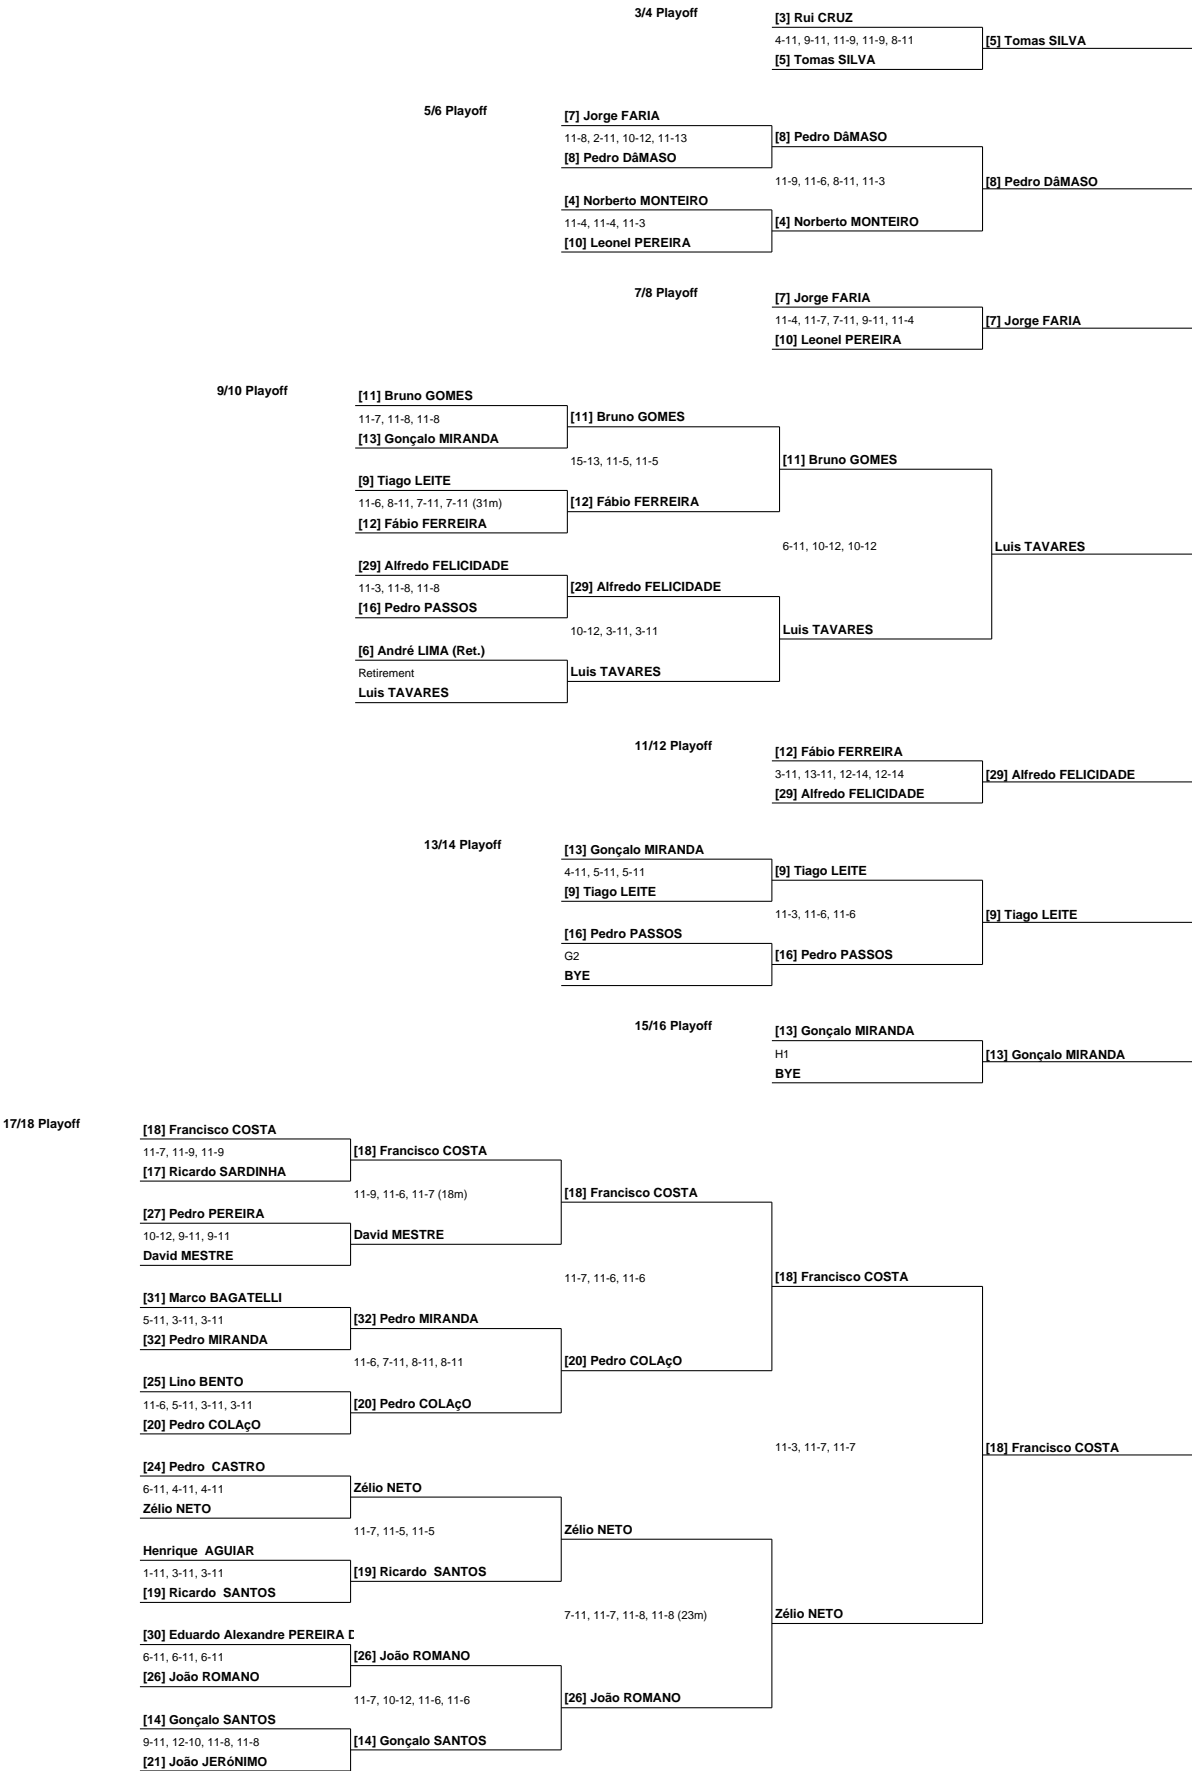 3/4 Playoff
[3] Rui CRUZ
4-11, 9-11, 11-9, 11-9, 8-11
[5] Tomas SILVA
[5] Tomas SILVA
5/6 Playoff
[7] Jorge FARIA
11-8, 2-11, 10-12, 11-13
[8] Pedro DâMASO
[8] Pedro DâMASO
11-9, 11-6, 8-11, 11-3
[8] Pedro DâMASO
[4] Norberto MONTEIRO
11-4, 11-4, 11-3
[4] Norberto MONTEIRO
[10] Leonel PEREIRA
7/8 Playoff
[7] Jorge FARIA
11-4, 11-7, 7-11, 9-11, 11-4
[7] Jorge FARIA
[10] Leonel PEREIRA
9/10 Playoff
[11] Bruno GOMES
11-7, 11-8, 11-8
[11] Bruno GOMES
[13] Gonçalo MIRANDA
15-13, 11-5, 11-5
[11] Bruno GOMES
[9] Tiago LEITE
11-6, 8-11, 7-11, 7-11 (31m)
[12] Fábio FERREIRA
[12] Fábio FERREIRA
6-11, 10-12, 10-12
Luis TAVARES
[29] Alfredo FELICIDADE
11-3, 11-8, 11-8
[29] Alfredo FELICIDADE
[16] Pedro PASSOS
10-12, 3-11, 3-11
Luis TAVARES
[6] André LIMA (Ret.)
Retirement
Luis TAVARES
Luis TAVARES
11/12 Playoff
[12] Fábio FERREIRA
3-11, 13-11, 12-14, 12-14
[29] Alfredo FELICIDADE
[29] Alfredo FELICIDADE
13/14 Playoff
[13] Gonçalo MIRANDA
4-11, 5-11, 5-11
[9] Tiago LEITE
[9] Tiago LEITE
11-3, 11-6, 11-6
[9] Tiago LEITE
[16] Pedro PASSOS
G2
[16] Pedro PASSOS
BYE
15/16 Playoff
[13] Gonçalo MIRANDA
H1
[13] Gonçalo MIRANDA
BYE
17/18 Playoff
[18] Francisco COSTA
11-7, 11-9, 11-9
[18] Francisco COSTA
[17] Ricardo SARDINHA
11-9, 11-6, 11-7 (18m)
[18] Francisco COSTA
[27] Pedro PEREIRA
10-12, 9-11, 9-11
David MESTRE
David MESTRE
11-7, 11-6, 11-6
[18] Francisco COSTA
[31] Marco BAGATELLI
5-11, 3-11, 3-11
[32] Pedro MIRANDA
[32] Pedro MIRANDA
11-6, 7-11, 8-11, 8-11
[20] Pedro COLAçO
[25] Lino BENTO
11-6, 5-11, 3-11, 3-11
[20] Pedro COLAçO
[20] Pedro COLAçO
11-3, 11-7, 11-7
[18] Francisco COSTA
[24] Pedro  CASTRO
6-11, 4-11, 4-11
Zélio NETO
Zélio NETO
11-7, 11-5, 11-5
Zélio NETO
Henrique  AGUIAR
1-11, 3-11, 3-11
[19] Ricardo  SANTOS
[19] Ricardo  SANTOS
7-11, 11-7, 11-8, 11-8 (23m)
Zélio NETO
[30] Eduardo Alexandre PEREIRA D
6-11, 6-11, 6-11
[26] João ROMANO
[26] João ROMANO
11-7, 10-12, 11-6, 11-6
[26] João ROMANO
[14] Gonçalo SANTOS
9-11, 12-10, 11-8, 11-8
[14] Gonçalo SANTOS
[21] João JERóNIMO